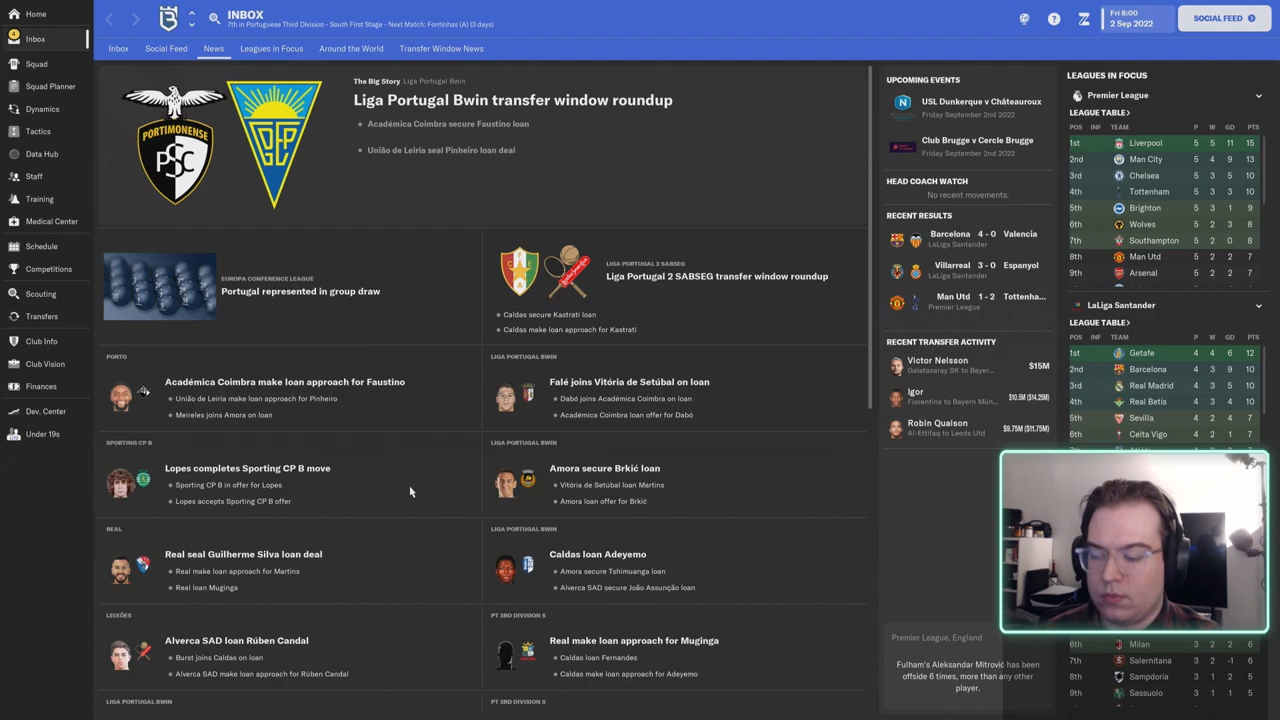 Home
Inbox
Squad
Squad Planner
Dynamics
Tactics
Data Hub
Staff
Training
Medical Center
Schedule
Competitions
Scouting
Transfers
Club Info
Club Vision
Finances
Dev. Center
Under 19s
INBOX
7th in Portuguese Third Division - South First Stage - Next Match: Fontinhas (A) (3 days)
Fri 8:00
2 Sep 2022
SOCIAL FEED
Inbox
Social Feed
News
Leagues in Focus
Around the World
Transfer Window News
PORTIMONENSE
PSC
The Big Story Liga Portugal Bwin
Liga Portugal Bwin transfer window roundup
Académica Coimbra secure Faustino loan
União de Leiria seal Pinheiro loan deal
EUROPA CONFERENCE LEAGUE
Portugal represented in group draw
LIGA PORTUGAL 2 SABSEG
Liga Portugal 2 SABSEG transfer window roundup
Caldas secure Kastrati loan
Caldas make loan approach for Kastrati
PORTO
Académica Coimbra make loan approach for Faustino
União de Leiria make loan approach for Pinheiro
Meireles joins Amora on loan
LIGA PORTUGAL BWIN
Falé joins Vitória de Setúbal on loan
Dabó joins Académica Coimbra on loan
Académica Coimbra loan offer for Dabó
SPORTING CP B
Lopes completes Sporting CP B move
Sporting CP B in offer for Lopes
Lopes accepts Sporting CP B offer
LIGA PORTUGAL BWIN
Amora secure Brkić loan
Vitória de Setúbal loan Martins
Amora loan offer for Brkić
REAL
Real seal Guilherme Silva loan deal
Real make loan approach for Martins
Real loan Muginga
LIGA PORTUGAL BWIN
Caldas loan Adeyemo
Amora secure Tshimuanga loan
Alverca SAD secure João Assunção loan
LEIXÕES
Alverca SAD loan Rúben Candal
Burst joins Caldas on loan
Alverca SAD make loan approach for Rúben Candal
PT 3RD DIVISION S
Real make loan approach for Muginga
Caldas loan Fernandes
Caldas make loan approach for Adeyemo
LIGA PORTUGAL BWIN
PT 3RD DIVISION S
UPCOMING EVENTS
USL Dunkerque v Châteauroux
Friday September 2nd 2022
Club Brugge v Cercle Brugge
Friday September 2nd 2022
HEAD COACH WATCH
No recent movements.
RECENT RESULTS
Barcelona 4 - 0 Valencia
LaLiga Santander
Villarreal 3 - 0 Espanyol
LaLiga Santander
Man Utd 1 - 2 Tottenha...
Premier League
RECENT TRANSFER ACTIVITY
Victor Nelsson
Galatasaray SK to Bayer...
$15M
Igor
Fiorentina to Bayern Mün...
$10.5M ($14.25M)
Robin Quaison
Al-Ettifaq to Leeds Utd
$9.75M ($11.75M)
Premier League, England
Fulham's Aleksandar Mitrović has been
offside 6 times, more than any other
player.
LEAGUES IN FOCUS
Premier League
LEAGUE TABLE>
POS INF TEAM P W GD PTS
1st Liverpool 5 5 11 15
2nd Man City 5 4 9 13
3rd Chelsea 5 3 5 10
4th Tottenham 5 3 3 10
5th Brighton 5 3 1 9
6th Wolves 5 2 3 8
7th Southampton 5 2 0 8
8th Man Utd 5 2 2 7
9th Arsenal 5 2 2 7
LaLiga Santander
LEAGUE TABLE>
POS INF TEAM P W GD PTS
1st Getafe 4 4 6 12
2nd Barcelona 4 3 9 10
3rd Real Madrid 4 3 5 10
4th Real Betis 4 3 4 10
5th Sevilla 4 2 4 7
6th Celta Vigo 4 2 1 7
6th Milan 3 2 2 6
7th Salernitana 3 2 -1 6
8th Sampdoria 3 1 2 5
9th Sassuolo 3 1 1 5